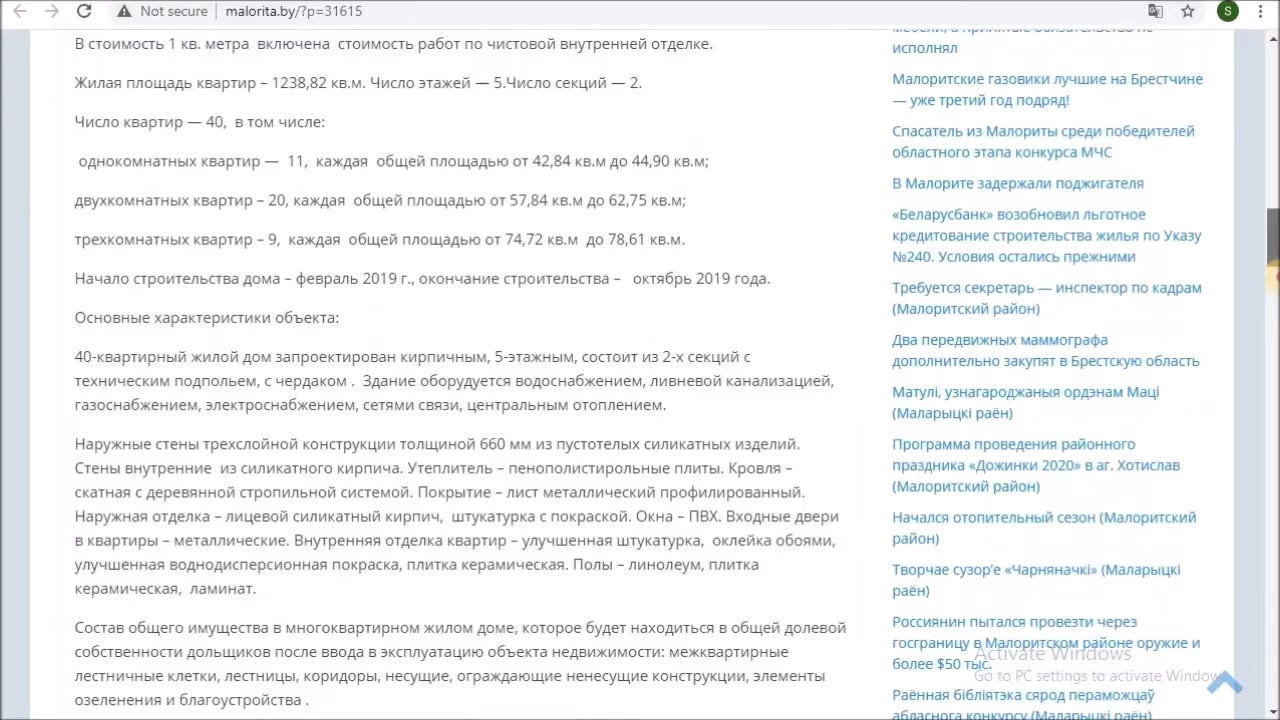 Not secure
malorita.by/?p=31615
S
В стоимость 1 кв. метра включена стоимость работ по чистовой внутренней отделке.
Жилая площадь квартир – 1238,82 кв.м. Число этажей — 5.Число секций — 2.
Число квартир — 40, в том числе:
однокомнатных квартир — 11, каждая общей площадью от 42,84 кв.м до 44,90 кв.м;
двухкомнатных квартир – 20, каждая общей площадью от 57,84 кв.м до 62,75 кв.м;
трехкомнатных квартир – 9, каждая общей площадью от 74,72 кв.м до 78,61 кв.м.
Начало строительства дома – февраль 2019 г., окончание строительства – октябрь 2019 года.
Основные характеристики объекта:
40-квартирный жилой дом запроектирован кирпичным, 5-этажным, состоит из 2-х секций с
техническим подпольем, с чердаком . Здание оборудуется водоснабжением, ливневой канализацией,
газоснабжением, электроснабжением, сетями связи, центральным отоплением.
Наружные стены трехслойной конструкции толщиной 660 мм из пустотелых силикатных изделий.
Стены внутренние из силикатного кирпича. Утеплитель – пенополистирольные плиты. Кровля –
скатная с деревянной стропильной системой. Покрытие – лист металлический профилированный.
Наружная отделка – лицевой силикатный кирпич, штукатурка с покраской. Окна – ПВХ. Входные двери
в квартиры – металлические. Внутренняя отделка квартир – улучшенная штукатурка, оклейка обоями,
улучшенная воднодисперсионная покраска, плитка керамическая. Полы – линолеум, плитка
керамическая, ламинат.
Состав общего имущества в многоквартирном жилом доме, которое будет находиться в общей долевой
собственности дольщиков после ввода в эксплуатацию объекта недвижимости: межквартирные
лестничные клетки, лестницы, коридоры, несущие, ограждающие ненесущие конструкции, элементы
озеленения и благоустройства .
мебели, а принятые обязательства не
исполнял
Малоритские газовики лучшие на Брестчине
— уже третий год подряд!
Спасатель из Малориты среди победителей
областного этапа конкурса МЧС
В Малорите задержали поджигателя
«Беларусбанк» возобновил льготное
кредитование строительства жилья по Указу
№240. Условия остались прежними
Требуется секретарь — инспектор по кадрам
(Малоритский район)
Два передвижных маммографа
дополнительно закупят в Брестскую область
Матулі, узнагароджаныя ордэнам Маці
(Маларыцкі раён)
Программа проведения районного
праздника «Дожинки 2020» в аг. Хотислав
(Малоритский район)
Начался отопительный сезон (Малоритский
район)
Творчае сузор'е «Чарняначкі» (Маларыцкі
раён)
Россиянин пытался провезти через
госграницу в Малоритском районе оружие и
более $50 тыс.
Раённая бібліятэка сярод пераможцаў
абласнога конкурсу (Маларыцкі раён)
Activate Windows
Go to PC settings to activate Window